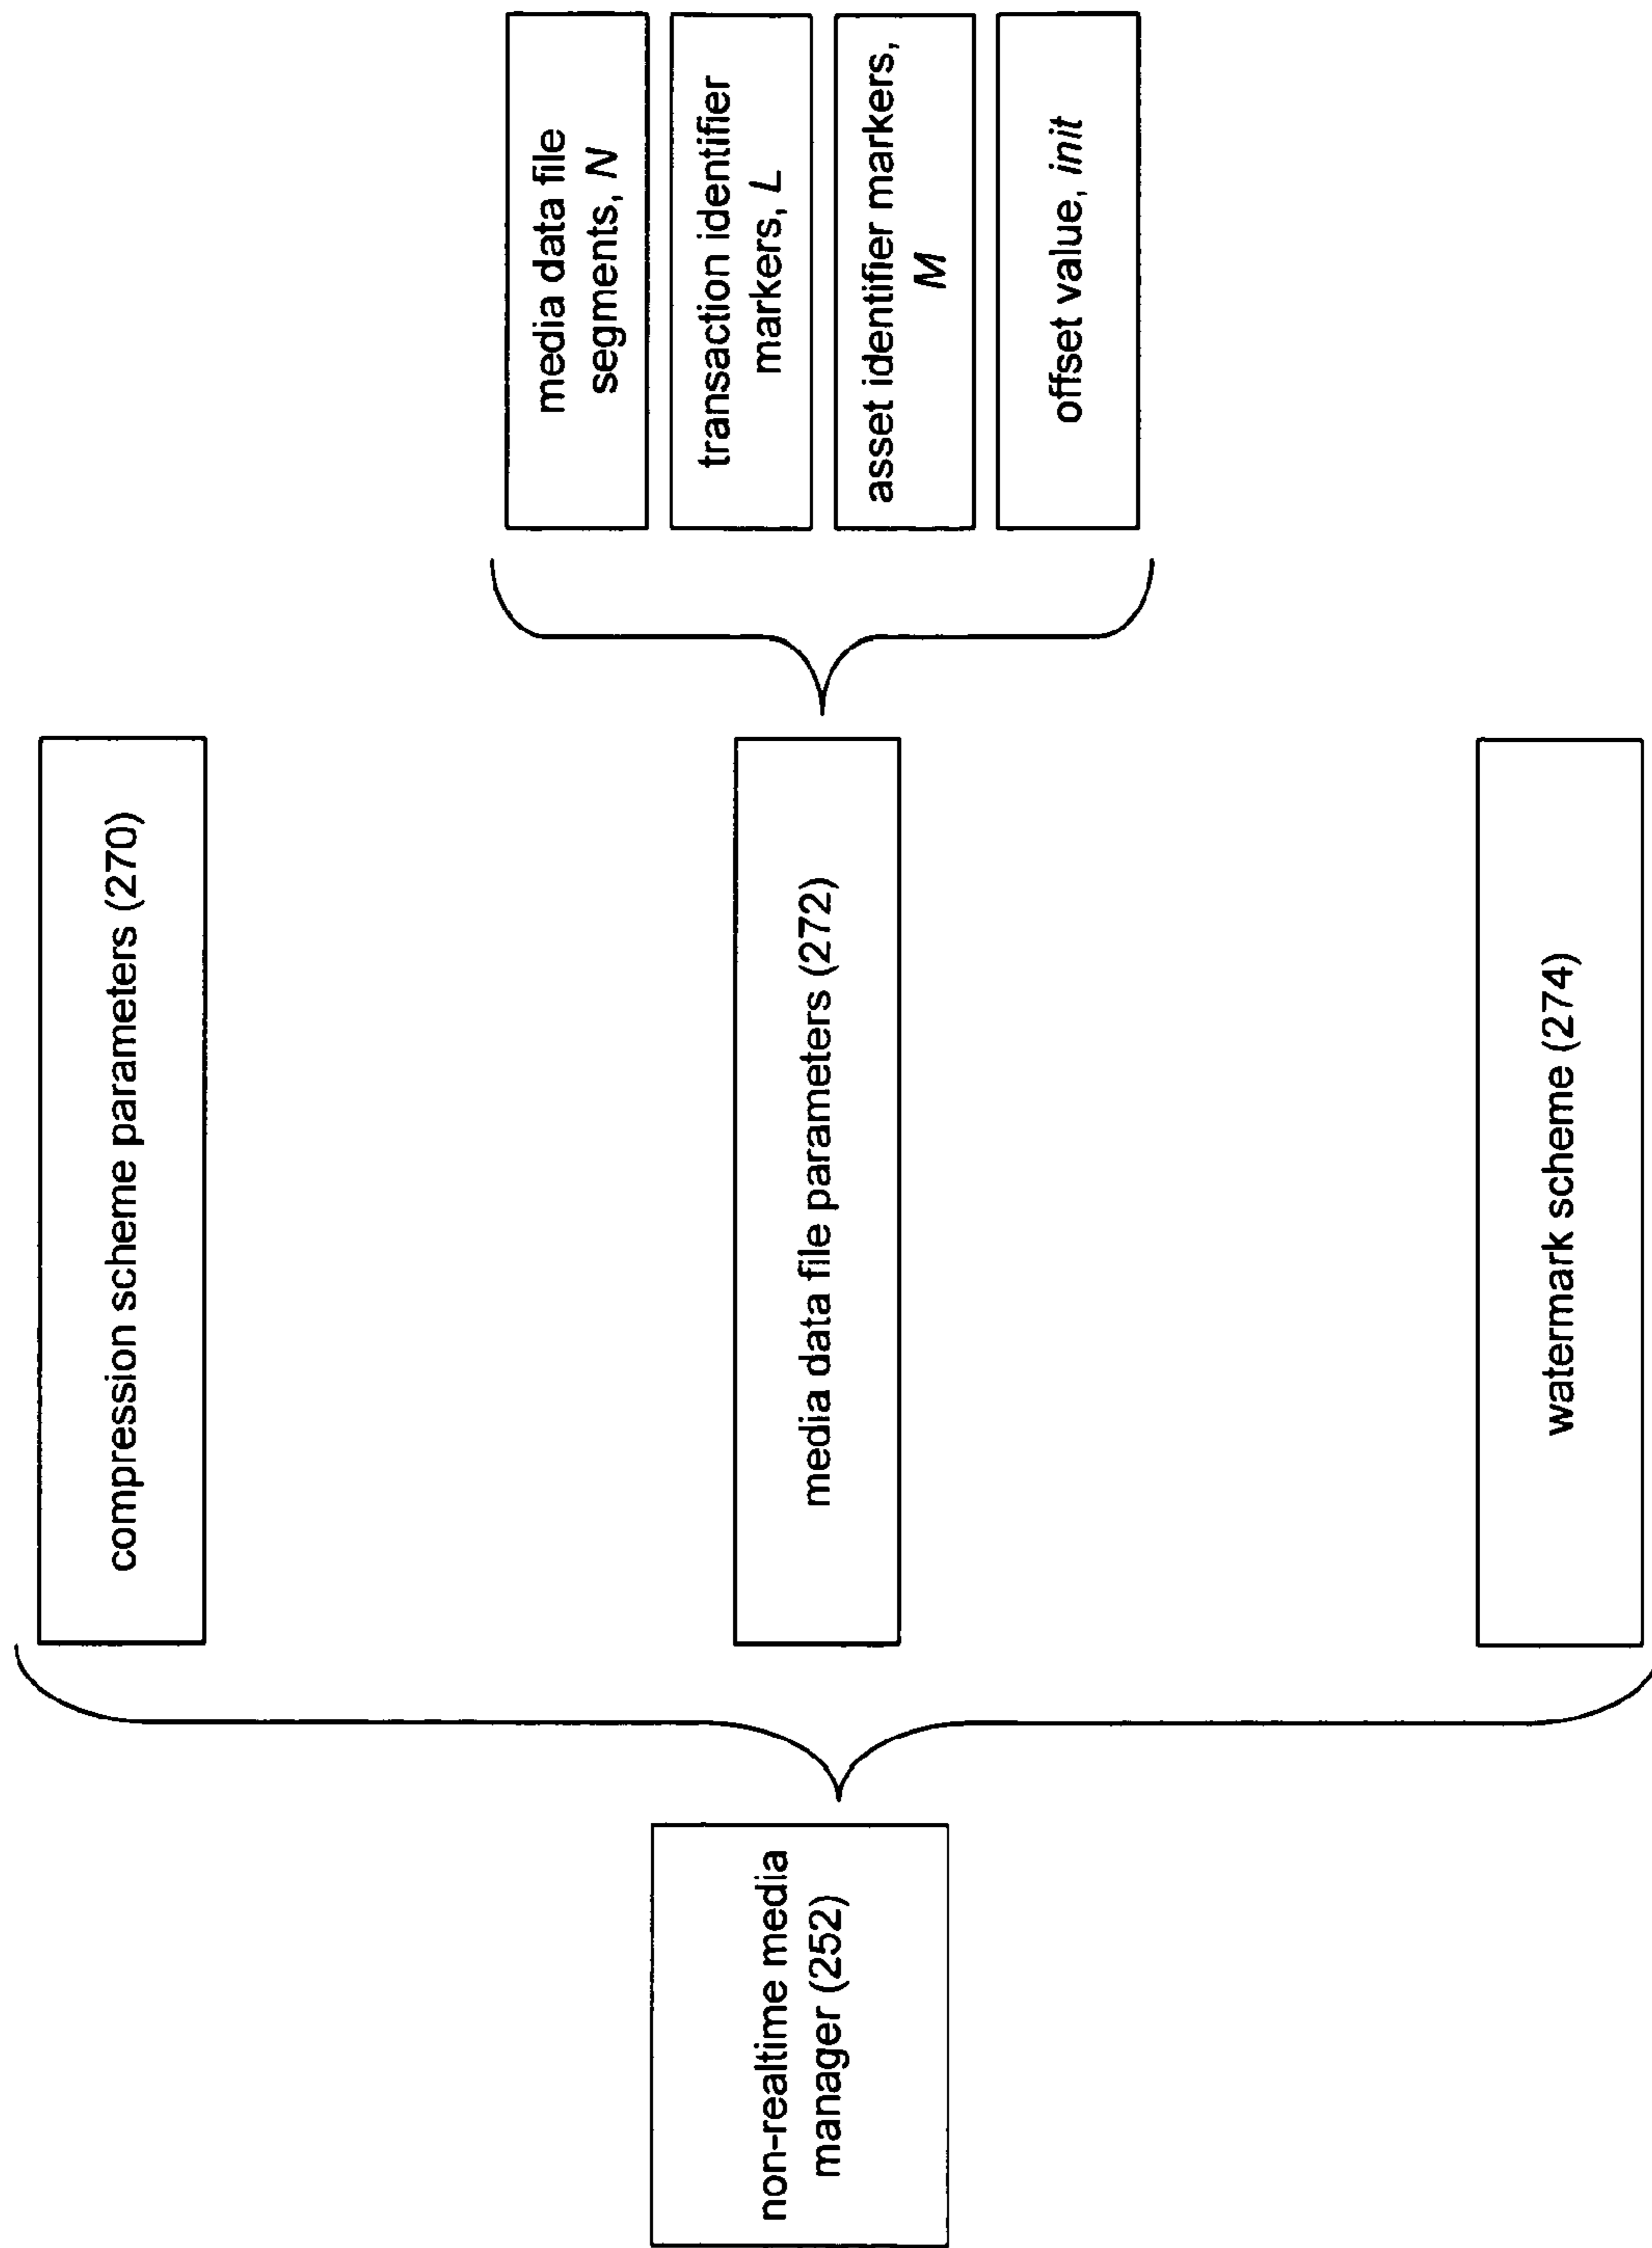 non-realtime media
manager (252)
compression scheme parameters (270)
media data file parameters (272)
watermark scheme (274)
media data file
segments, N
transaction identifier
markers, L
asset identifier markers,
M
offset value, init